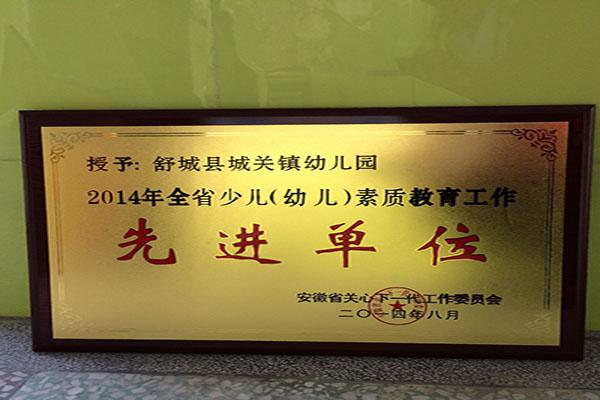 授予：舒城县城关镇幼儿园
2014年全省少儿(幼儿)素质教育工作
先进单位
安徽省关心下一代工作委员会
二〇一四年八月